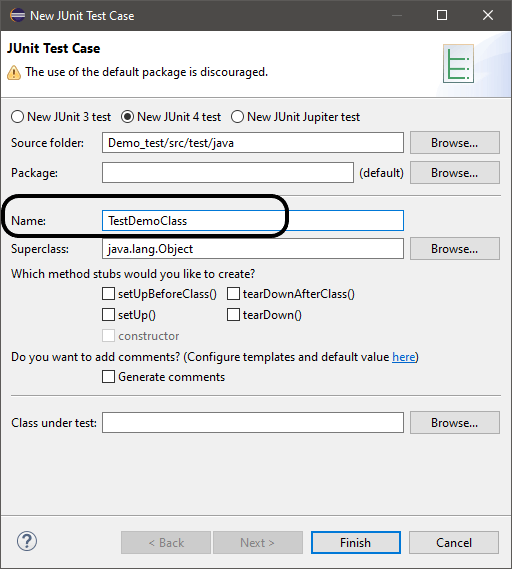 New JUnit Test Case
JUnit Test Case
The use of the default package is discouraged.
New JUnit 3 test New JUnit 4 test New JUnit Jupiter test
Source folder: Demo_test/src/test/java Browse...
Package: (default) Browse...
Name: TestDemoClass
Superclass: java.lang.Object Browse...
Which method stubs would you like to create?
setUpBeforeClass() tearDownAfterClass()
setUp() tearDown()
constructor
Do you want to add comments? (Configure templates and default value here)
Generate comments
Class under test: Browse...
? < Back Next > Finish Cancel